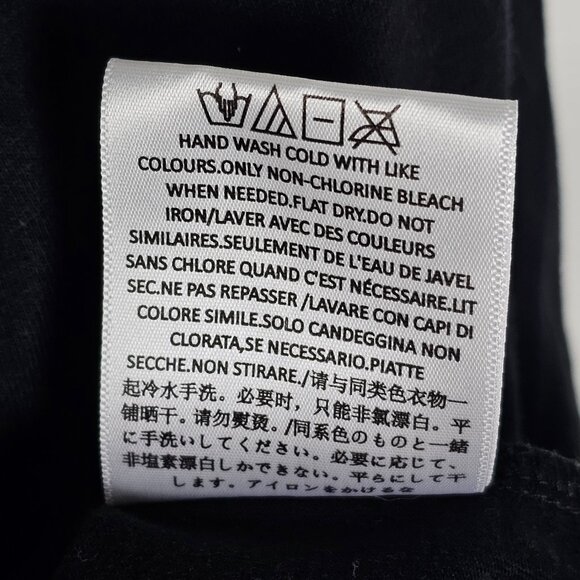 HAND WASH COLD WITH LIKE
COLOURS.ONLY NON-CHLORINE BLEACH
WHEN NEEDED.FLAT DRY.DO NOT
IRON/LAVER AVEC DES COULEURS
SIMILAIRES.SEULEMENT DE L'EAU DE JAVEL
SANS CHLORE QUAND C'EST NÉCESSAIRE.LIT
SEC.NE PAS REPASSER /LAVARE CON CAPI DI
COLORE SIMILE.SOLO CANDEGGINA NON
CLORATA,SE NECESSARIO.PIATTE
SECCHE.NON STIRARE./请与同类色衣物一
起冷水手洗。必要时，只能非氯漂白。平
铺晒干。请勿熨烫。/同系色のものと一緒
に手洗いしてください。必要に応じて、
非塩素漂白しかできない。平らにして干
します。アイロンをかけるな